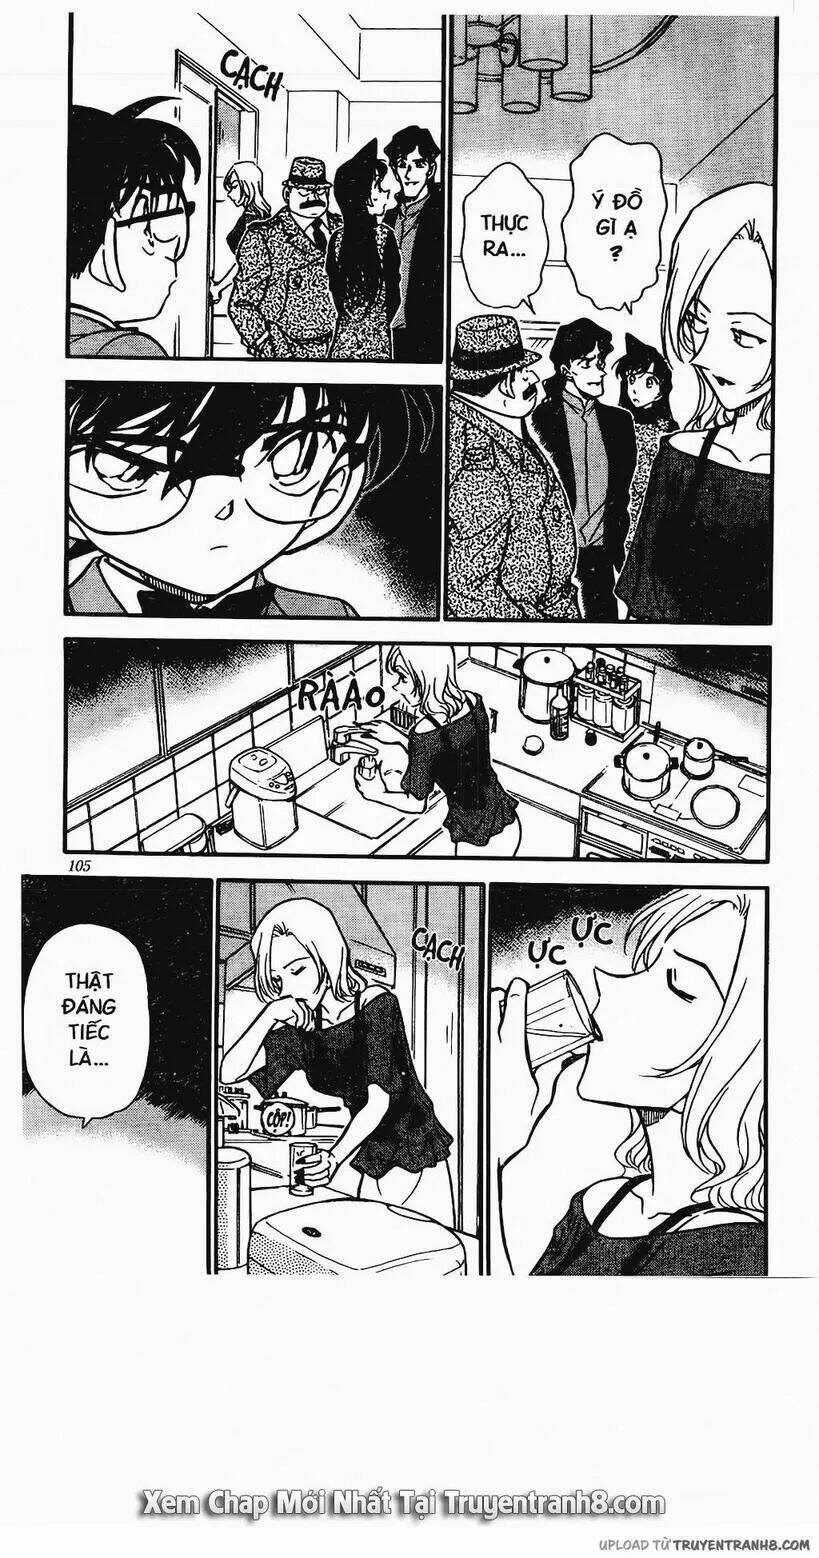 CẠCH
Ý ĐỒ
GÌ Ạ
?
THỰC
RA...
RÀÀO
105
ỰC
ỰC
CẠCH
CỘP!
THẬT
ĐÁNG
TIẾC
LÀ...
Xem Chap Mới Nhất Tại Truyentranh8.com
UPLOAD TỪ TRUYENTRANH8.COM